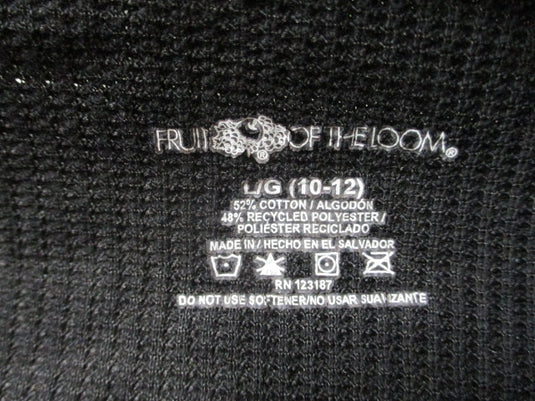 FRUIT OF THE LOOM®
L/G (10-12)
52% COTTON / ALGODÓN
48% RECYCLED POLYESTER /
POLIÉSTER RECICLADO
MADE IN / HECHO EN EL SALVADOR
RN 123187
DO NOT USE SOFTENER/NO USAR SUAVIZANTE